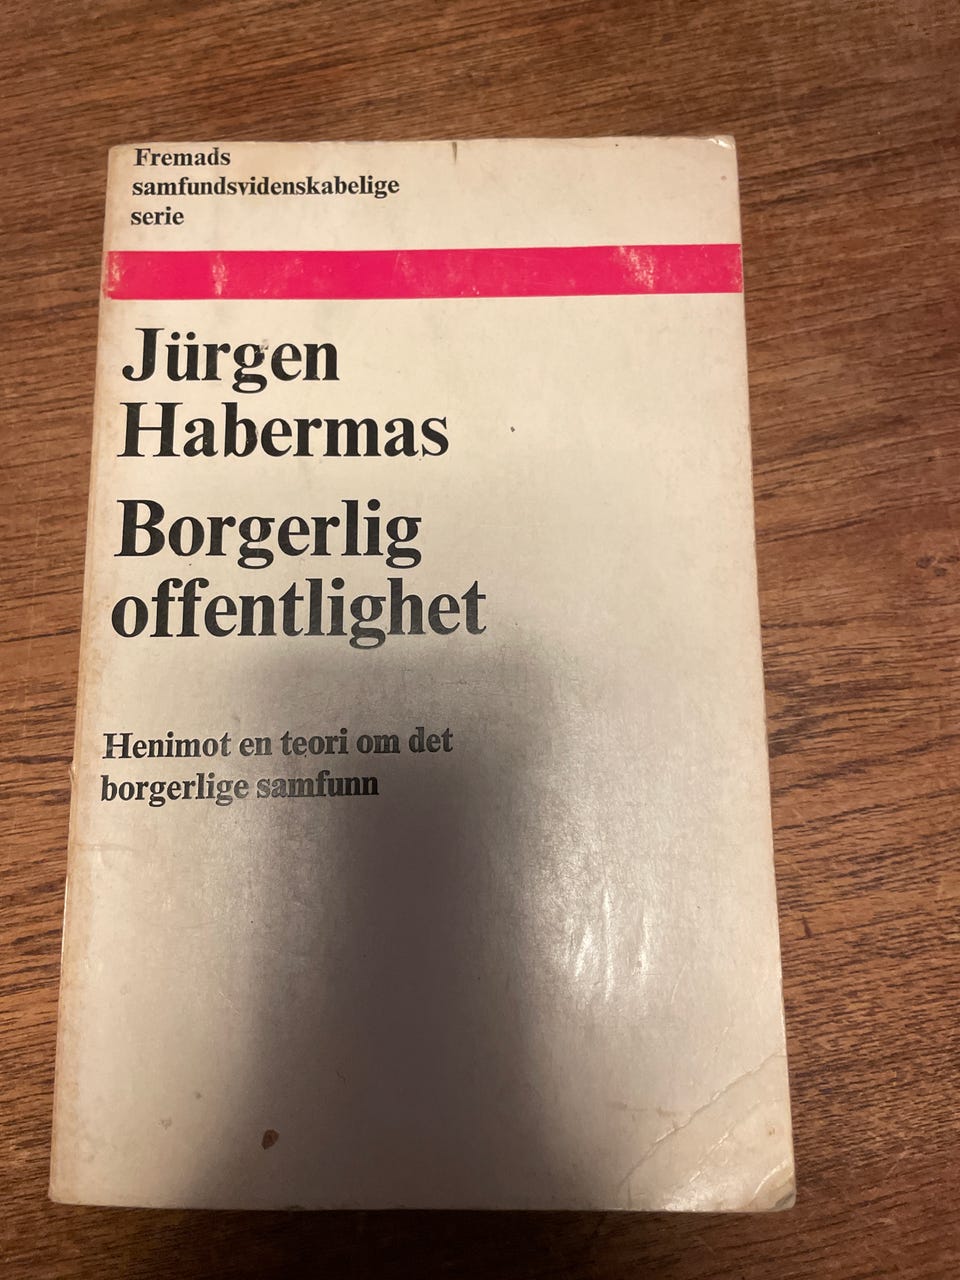 Fremads
samfundsvidenskabelige
serie
Jürgen
Habermas
Borgerlig
offentlighet
Henimot en teori om det
borgerlige samfunn